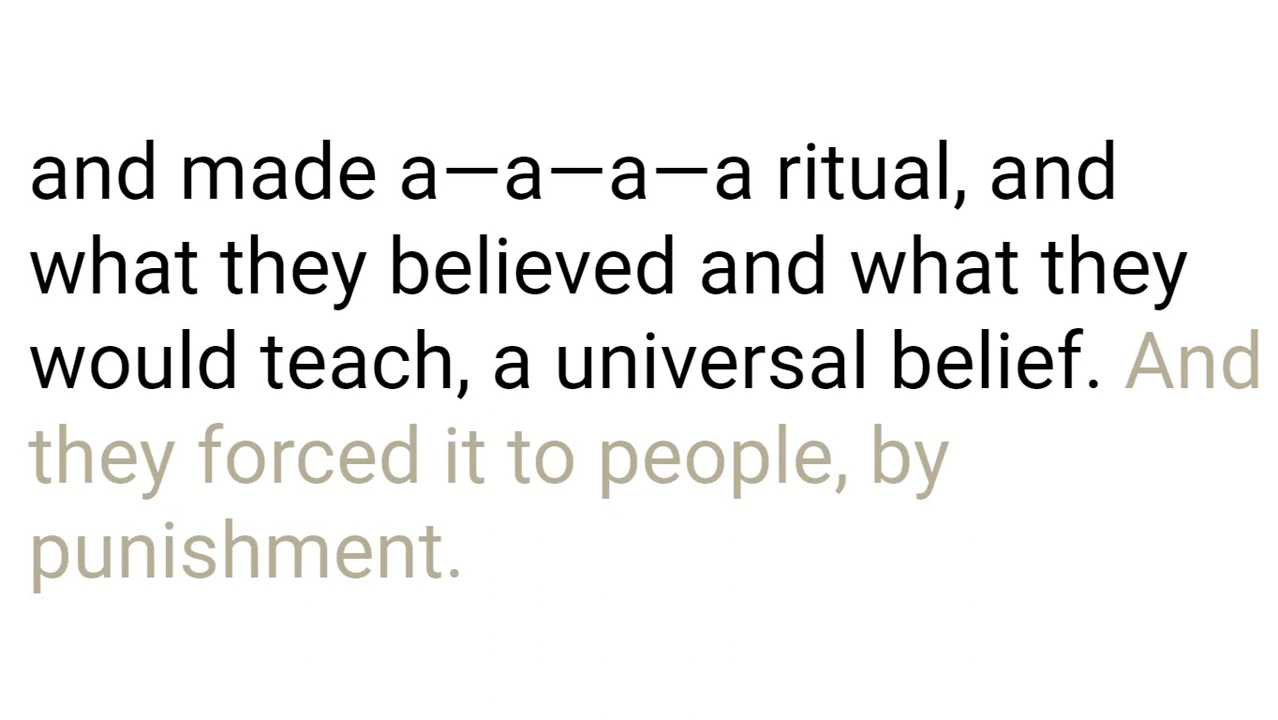 and made a—a—a—a ritual, and
what they believed and what they
would teach, a universal belief. And
they forced it to people, by
punishment.